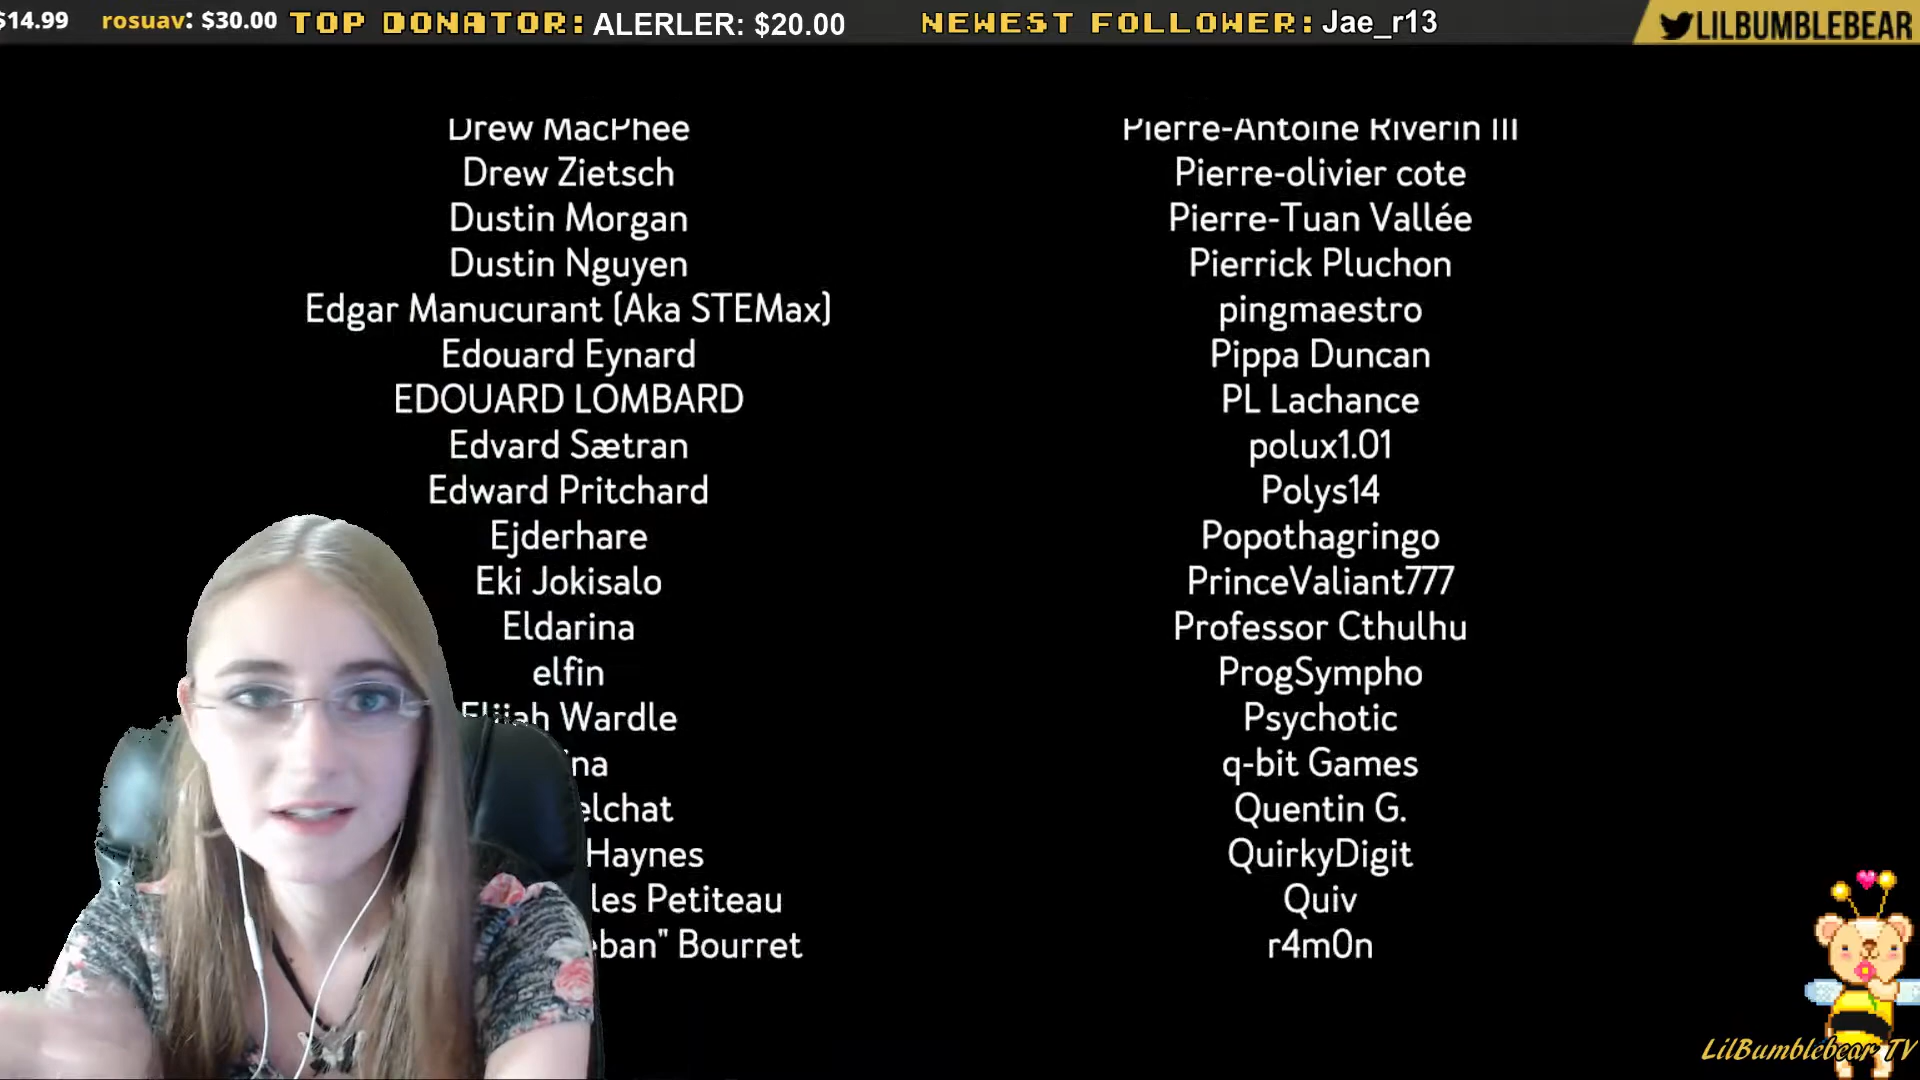 $14.99 rosuav: $30.00 TOP DONATOR: ALERLER: $20.00 NEWEST FOLLOWER: Jae_r13 LILBUMBLEBEAR
Drew MacPhee
Drew Zietsch
Dustin Morgan
Dustin Nguyen
Edgar Manucurant (Aka STEMax)
Edouard Eynard
EDOUARD LOMBARD
Edvard Sætran
Edward Pritchard
Ejderhare
Eki Jokisalo
Eldarina
elfin
Elijah Wardle
Haynes
Petiteau
Bourret
Pierre-Antoine Riverin III
Pierre-olivier cote
Pierre-Tuan Vallée
Pierrick Pluchon
pingmaestro
Pippa Duncan
PL Lachance
polux1.01
Polys14
Popothagringo
PrinceValiant777
Professor Cthulhu
ProgSympho
Psychotic
q-bit Games
Quentin G.
QuirkyDigit
Quiv
r4m0n
LilBumblebear TV